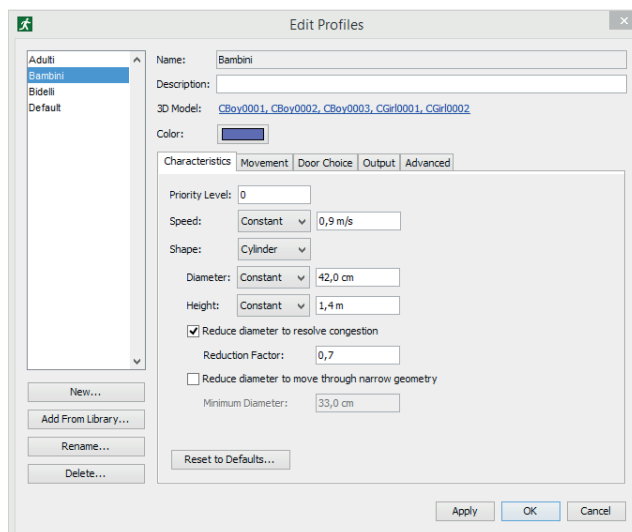 Edit Profiles
×
Adulti
Bambini
Bidelli
Default
New...
Add From Library...
Rename...
Delete...
Name: Bambini
Description:
3D Model: CBoy0001, CBoy0002, CBoy0003, CGirl0001, CGirl0002
Color:
Characteristics Movement Door Choice Output Advanced
Priority Level: 0
Speed: Constant 0,9 m/s
Shape: Cylinder
Diameter: Constant 42,0 cm
Height: Constant 1,4 m
Reduce diameter to resolve congestion
Reduction Factor: 0,7
Reduce diameter to move through narrow geometry
Minimum Diameter: 33,0 cm
Reset to Defaults...
Apply OK Cancel